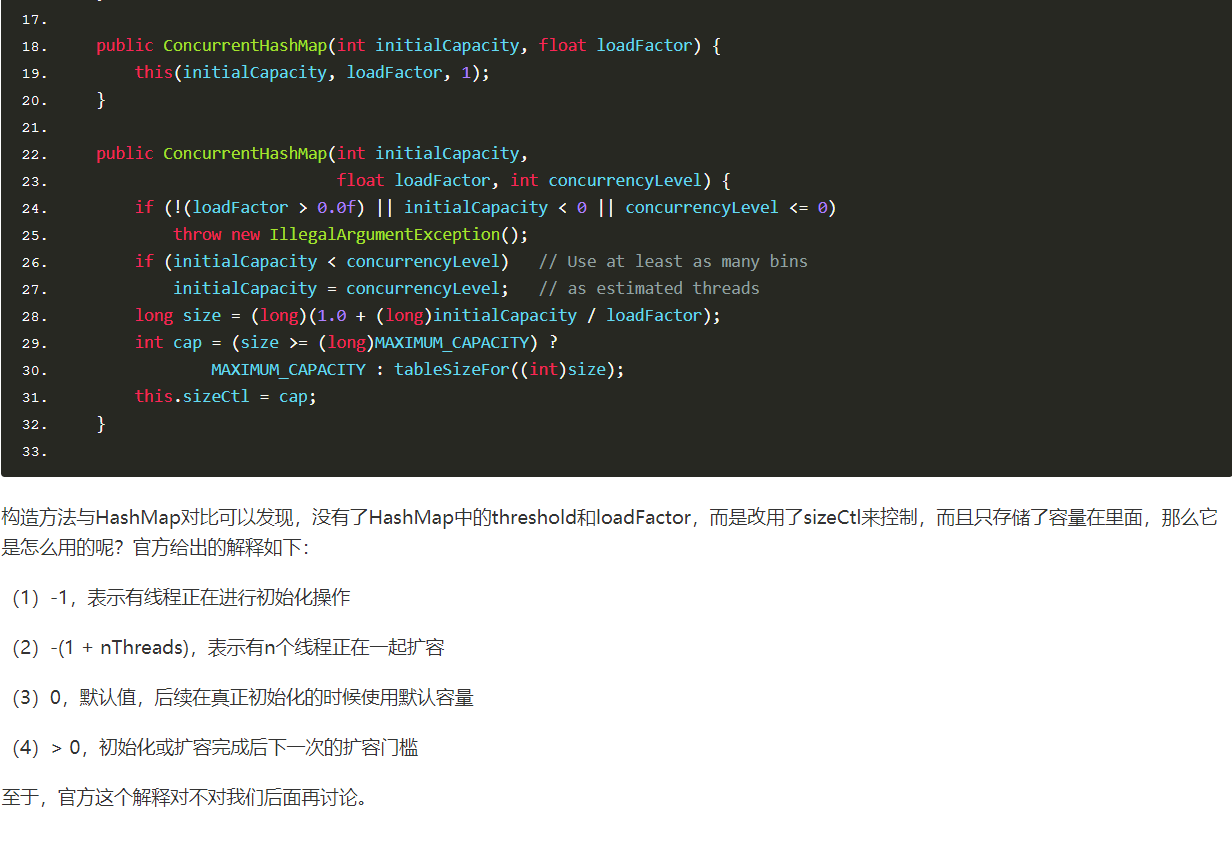 17.
18. public ConcurrentHashMap(int initialCapacity, float loadFactor) {
19. this(initialCapacity, loadFactor, 1);
20. }
21.
22. public ConcurrentHashMap(int initialCapacity,
23. float loadFactor, int concurrencyLevel) {
24. if (!(loadFactor > 0.0f) || initialCapacity < 0 || concurrencyLevel <= 0)
25. throw new IllegalArgumentException();
26. if (initialCapacity < concurrencyLevel) // Use at least as many bins
27. initialCapacity = concurrencyLevel; // as estimated threads
28. long size = (long)(1.0 + (long)initialCapacity / loadFactor);
29. int cap = (size >= (long)MAXIMUM_CAPACITY) ?
30. MAXIMUM_CAPACITY : tableSizeFor((int)size);
31. this.sizeCtl = cap;
32. }
33.
构造方法与HashMap对比可以发现，没有了HashMap中的threshold和loadFactor，而是改用了sizeCtl来控制，而且只存储了容量在里面，那么它
是怎么用的呢？官方给出的解释如下：
（1）-1，表示有线程正在进行初始化操作
（2）-(1 + nThreads)，表示有n个线程正在一起扩容
（3）0，默认值，后续在真正初始化的时候使用默认容量
（4）> 0，初始化或扩容完成后下一次的扩容门槛
至于，官方这个解释对不对我们后面再讨论。